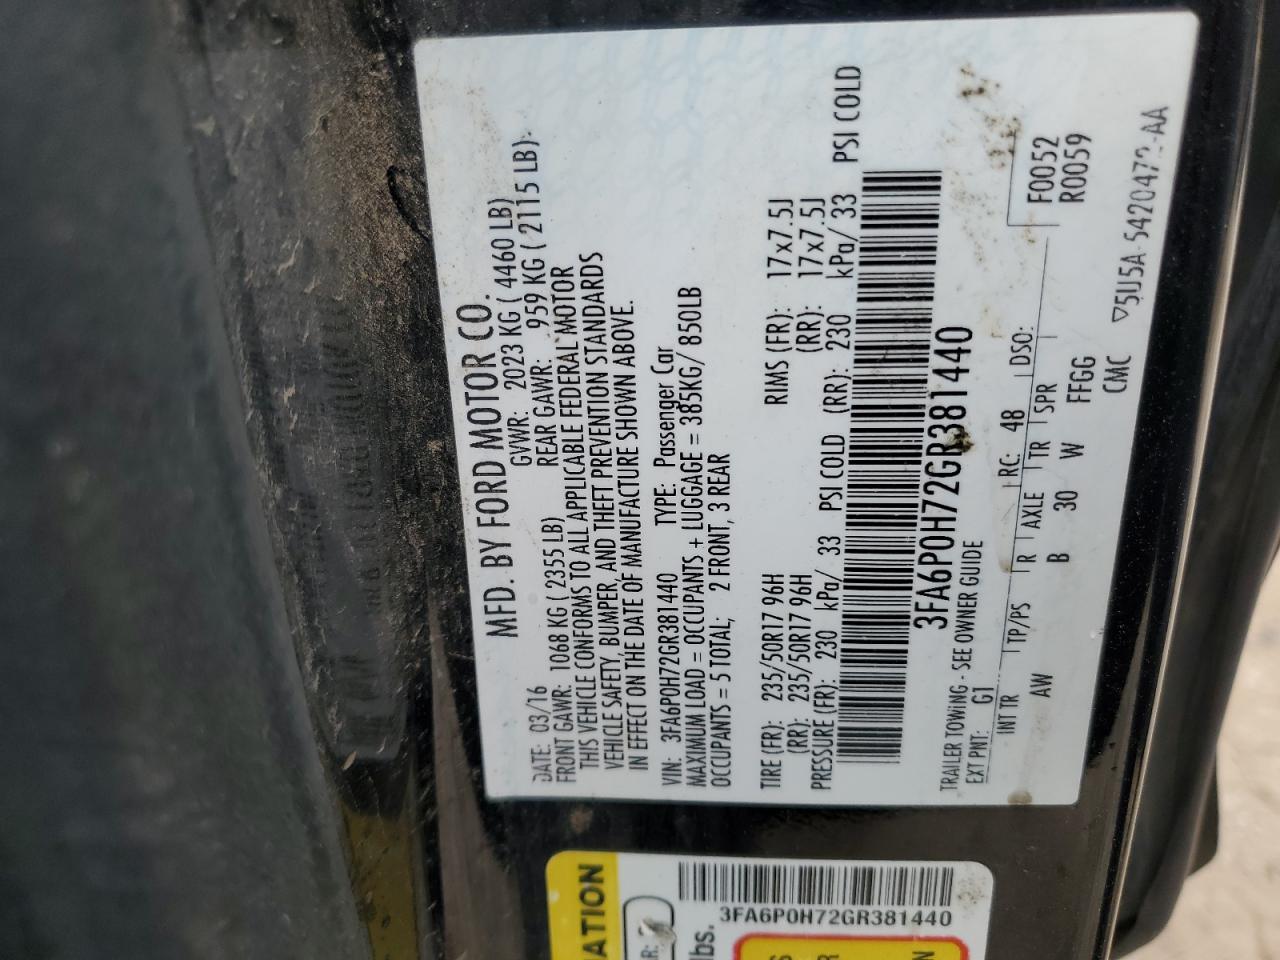 MFD. BY FORD MOTOR CO.
DATE: 03/16 GVWR: 2023 KG ( 4460 LB)
FRONT GAWR: 1068 KG ( 2355 LB) REAR GAWR: 959 KG ( 2115 LB)
THIS VEHICLE CONFORMS TO ALL APPLICABLE FEDERAL MOTOR
VEHICLE SAFETY, BUMPER, AND THEFT PREVENTION STANDARDS
IN EFFECT ON THE DATE OF MANUFACTURE SHOWN ABOVE.
VIN: 3FA6P0H72GR381440 TYPE: Passenger Car
MAXIMUM LOAD = OCCUPANTS + LUGGAGE = 385KG/ 850LB
OCCUPANTS = 5 TOTAL; 2 FRONT, 3 REAR
TIRE (FR): 235/50R17 96H RIMS (FR): 17x7.5J
(RR): 235/50R17 96H (RR): 17x7.5J
PRESSURE (FR): 230 kPa/ 33 PSI COLD (RR): 230 kPa/ 33 PSI COLD
3FA6P0H72GR381440
TRAILER TOWING - SEE OWNER GUIDE
EXT PNT: G1 RC: 48 DSO: F0052
INT TR TP/PS R AXLE TR SPR R0059
AW B 30 W FFGG
CMC ▽5U5A-5420472-AA
ATION
3FA6P0H72GR381440
R:
lbs.